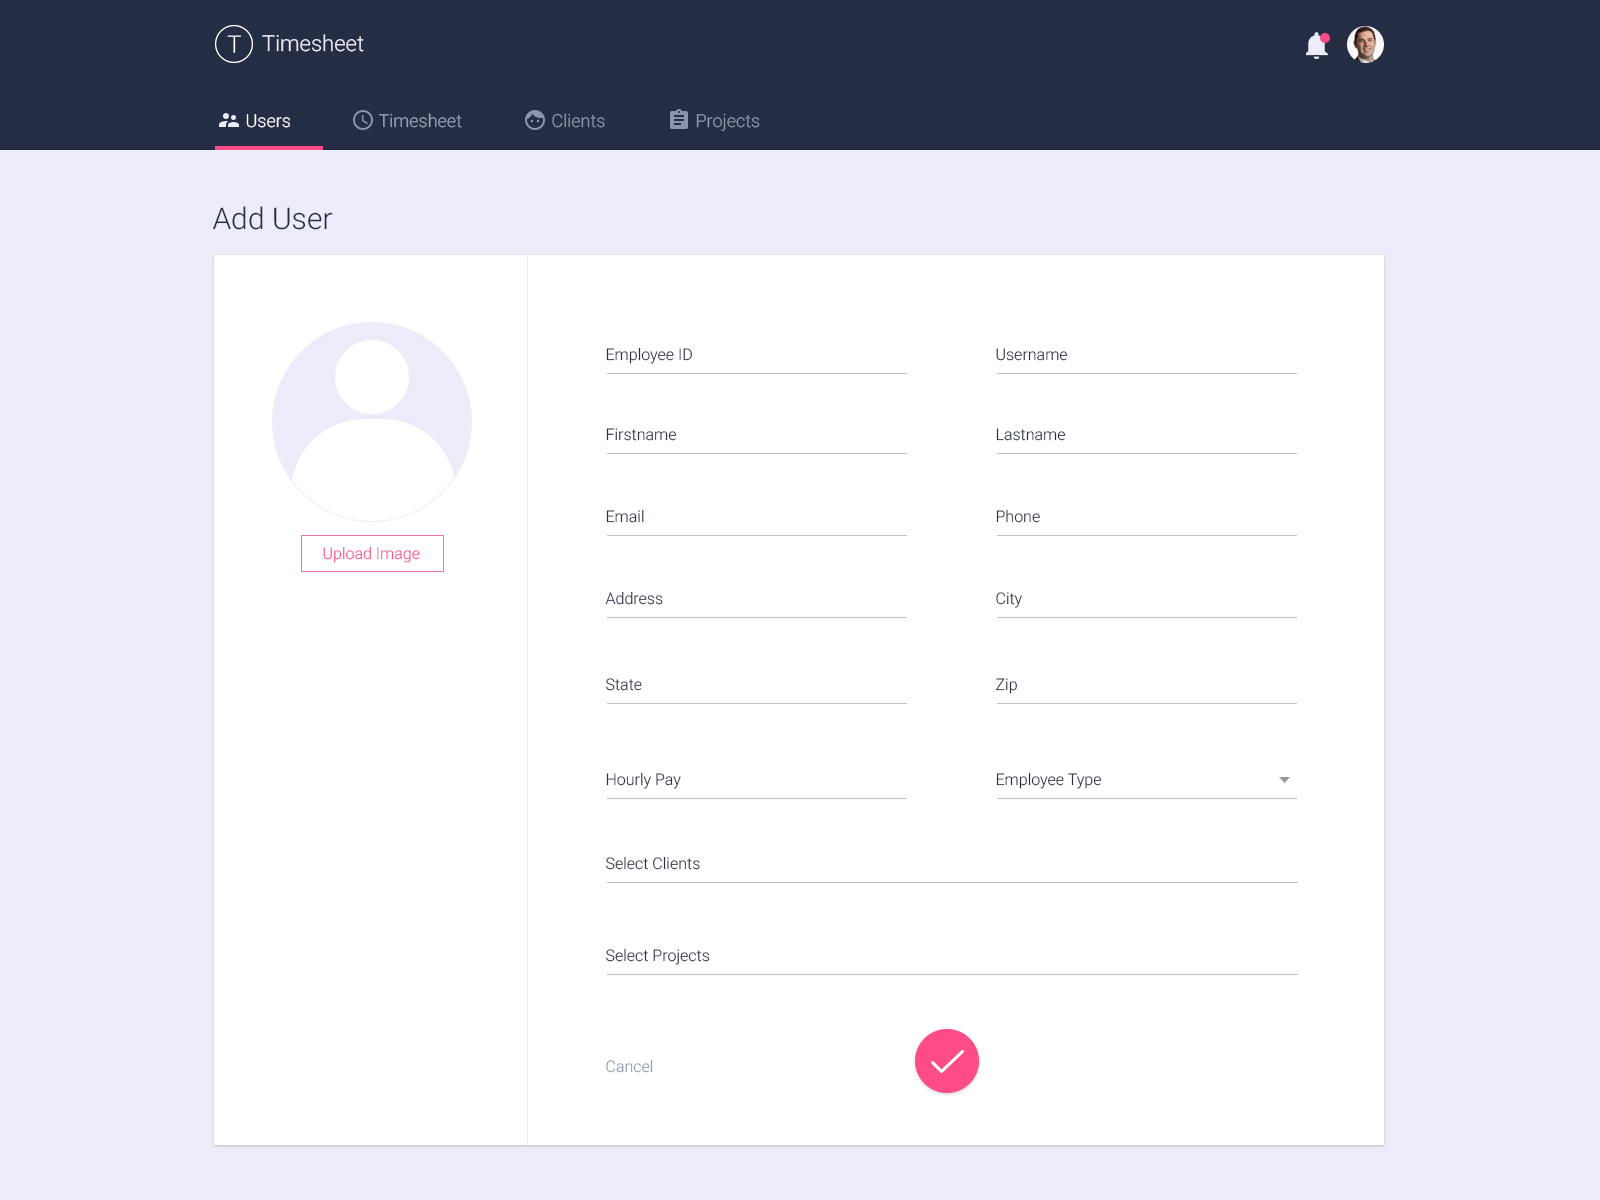 T Timesheet
Users Timesheet Clients Projects
Add User
Upload Image
Employee ID Username
Firstname Lastname
Email Phone
Address City
State Zip
Hourly Pay Employee Type
Select Clients
Select Projects
Cancel